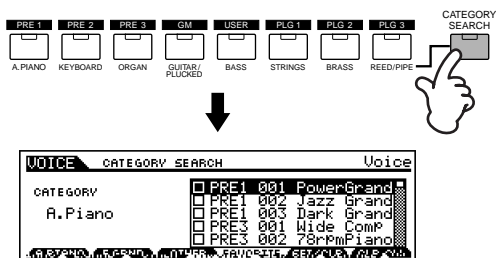 PRE 1 PRE 2 PRE 3 GM USER PLG 1 PLG 2 PLG 3 CATEGORY SEARCH
A.PIANO KEYBOARD ORGAN GUITAR/ PLUCKED BASS STRINGS BRASS REED/PIPE
VOICE CATEGORY SEARCH Voice
CATEGORY
A.Piano
PRE1 001 PowerGrand
PRE1 002 Jazz Grand
PRE1 003 Dark Grand
PRE3 001 Wide Comp
PRE3 002 78rpmPiano